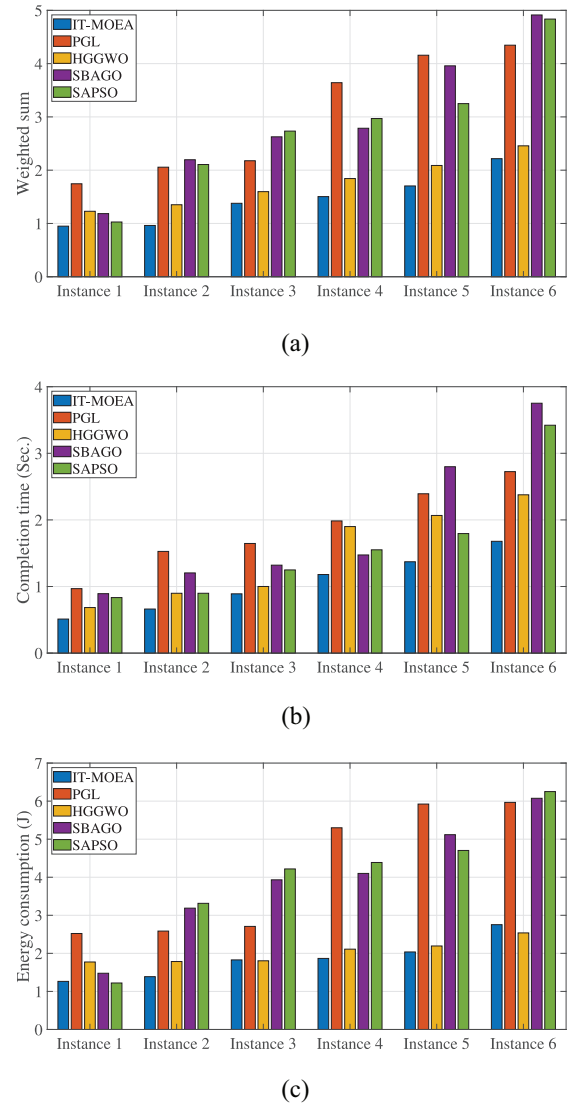 5
4
3
2
1
0
Weighted sum
IT-MOEA
PGL
HGGWO
SBAGO
SAPSO
Instance 1 Instance 2 Instance 3 Instance 4 Instance 5 Instance 6
(a)
4
3
2
1
0
Completion time (Sec.)
IT-MOEA
PGL
HGGWO
SBAGO
SAPSO
Instance 1 Instance 2 Instance 3 Instance 4 Instance 5 Instance 6
(b)
7
6
5
4
3
2
1
0
Energy consumption (J)
IT-MOEA
PGL
HGGWO
SBAGO
SAPSO
Instance 1 Instance 2 Instance 3 Instance 4 Instance 5 Instance 6
(c)